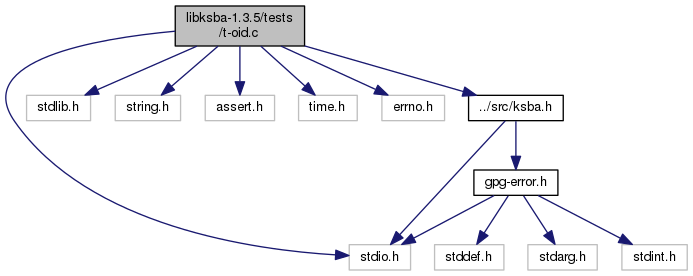 libksba-1.3.5/tests
/t-oid.c
stdlib.h
string.h
assert.h
time.h
errno.h
../src/ksba.h
gpg-error.h
stdio.h
stddef.h
stdarg.h
stdint.h